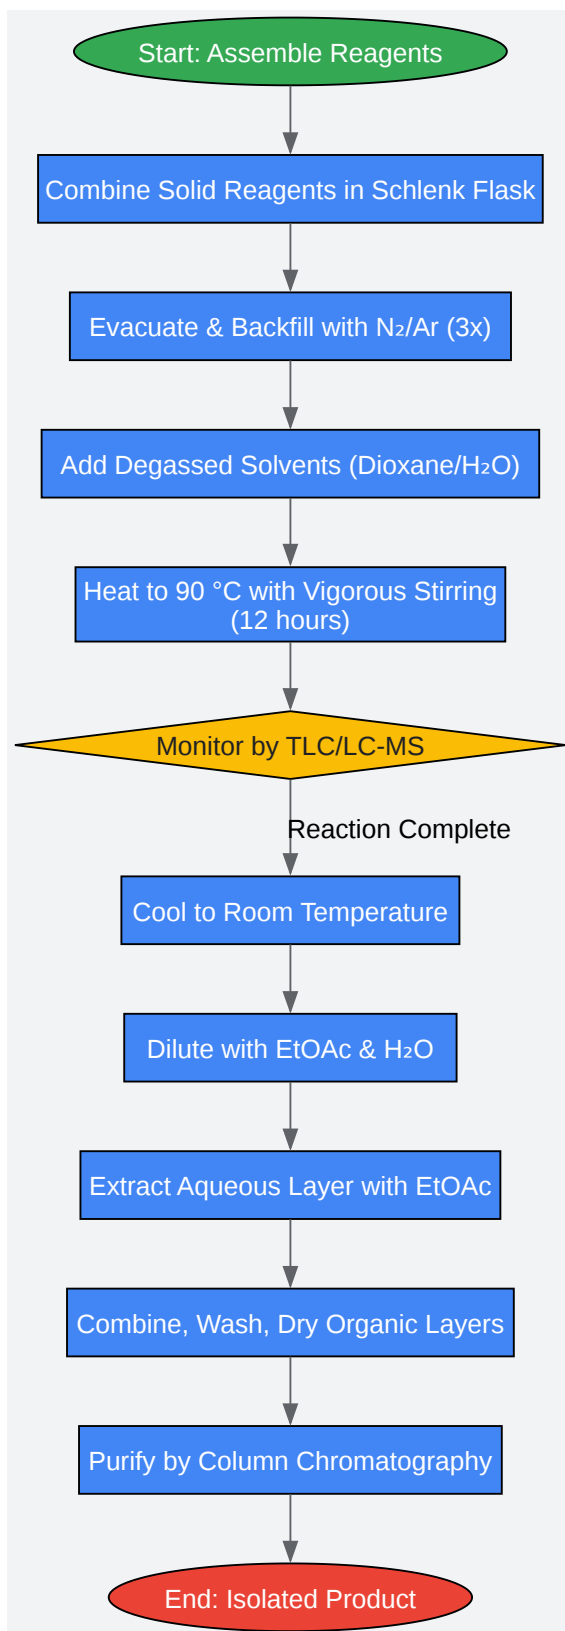 Start: Assemble Reagents
Combine Solid Reagents in Schlenk Flask
Evacuate & Backfill with N₂/Ar (3x)
Add Degassed Solvents (Dioxane/H₂O)
Heat to 90 °C with Vigorous Stirring
(12 hours)
Monitor by TLC/LC-MS
Reaction Complete
Cool to Room Temperature
Dilute with EtOAc & H₂O
Extract Aqueous Layer with EtOAc
Combine, Wash, Dry Organic Layers
Purify by Column Chromatography
End: Isolated Product